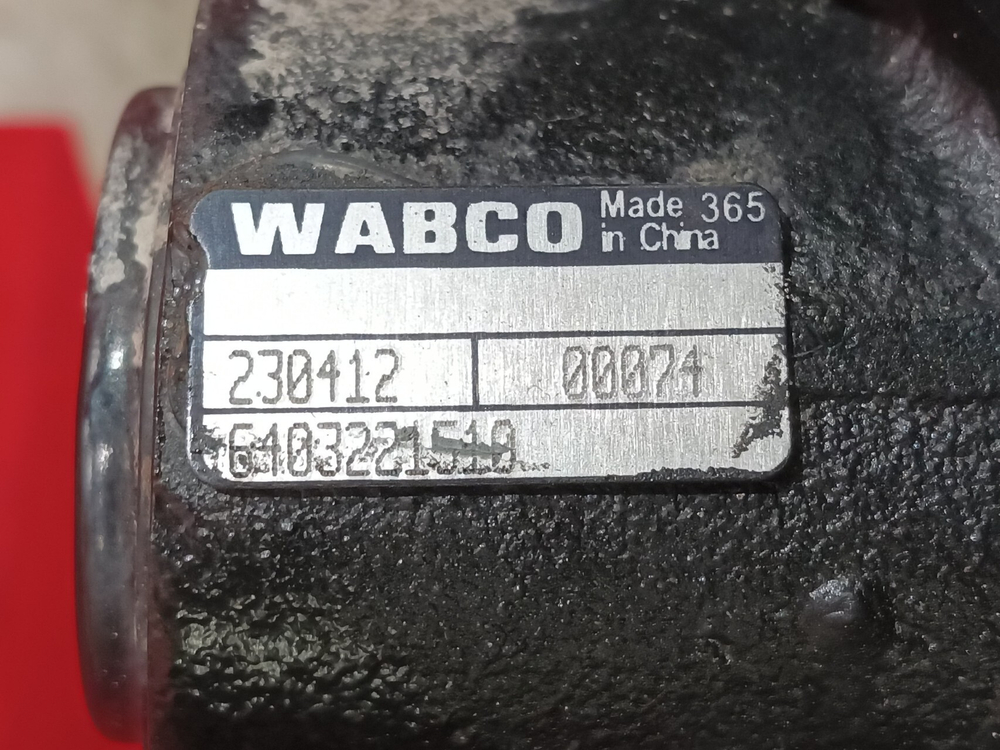 WABCO Made 365
in China
230412 00074
6403221510